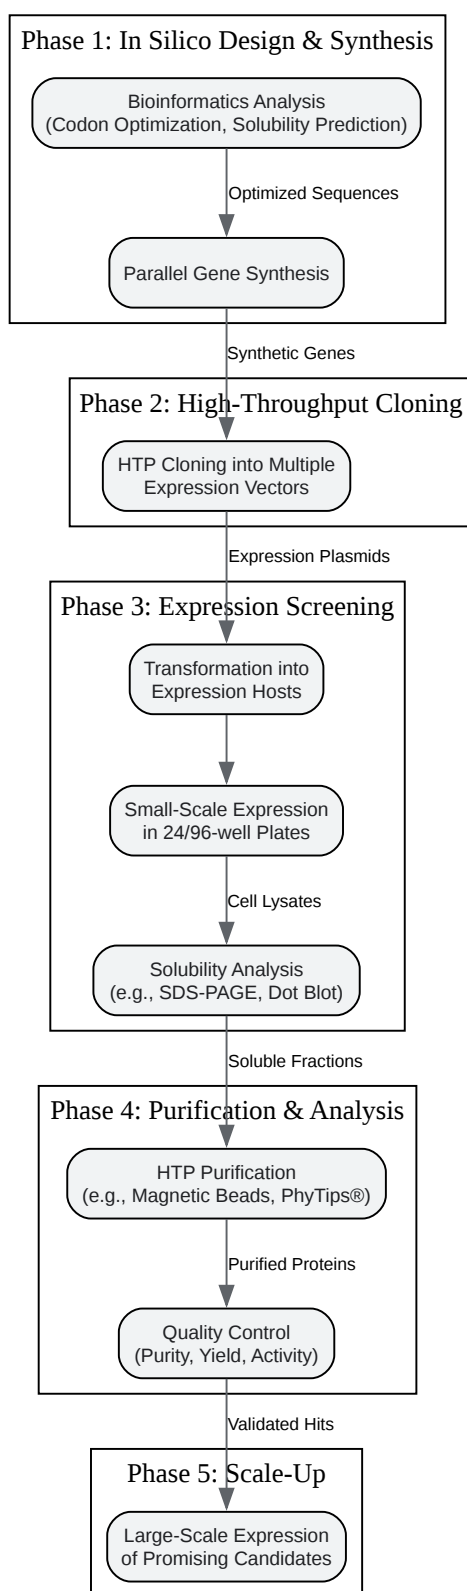 Phase 1: In Silico Design & Synthesis
Bioinformatics Analysis
(Codon Optimization, Solubility Prediction)
Optimized Sequences
Parallel Gene Synthesis
Synthetic Genes
Phase 2: High-Throughput Cloning
HTP Cloning into Multiple
Expression Vectors
Expression Plasmids
Phase 3: Expression Screening
Transformation into
Expression Hosts
Small-Scale Expression
in 24/96-well Plates
Cell Lysates
Solubility Analysis
(e.g., SDS-PAGE, Dot Blot)
Soluble Fractions
Phase 4: Purification & Analysis
HTP Purification
(e.g., Magnetic Beads, PhyTips®)
Purified Proteins
Quality Control
(Purity, Yield, Activity)
Validated Hits
Phase 5: Scale-Up
Large-Scale Expression
of Promising Candidates